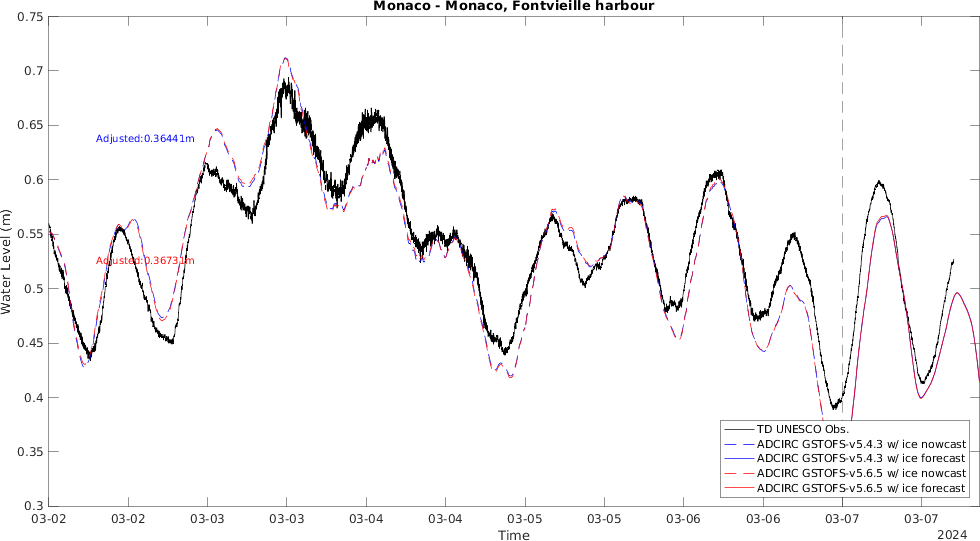 Monaco - Monaco, Fontvieille harbour
0.75
0.7
0.65
0.6
0.55
0.5
0.45
0.4
0.35
0.3
Water Level (m)
Adjusted:0.36441m
Adjusted:0.36731m
TD UNESCO Obs.
ADCIRC GSTOFS-v5.4.3 w/ ice nowcast
ADCIRC GSTOFS-v5.4.3 w/ ice forecast
ADCIRC GSTOFS-v5.6.5 w/ ice nowcast
ADCIRC GSTOFS-v5.6.5 w/ ice forecast
03-02 03-02 03-03 03-03 03-04 03-04 03-05 03-05 03-06 03-06 03-07 03-07
Time
2024